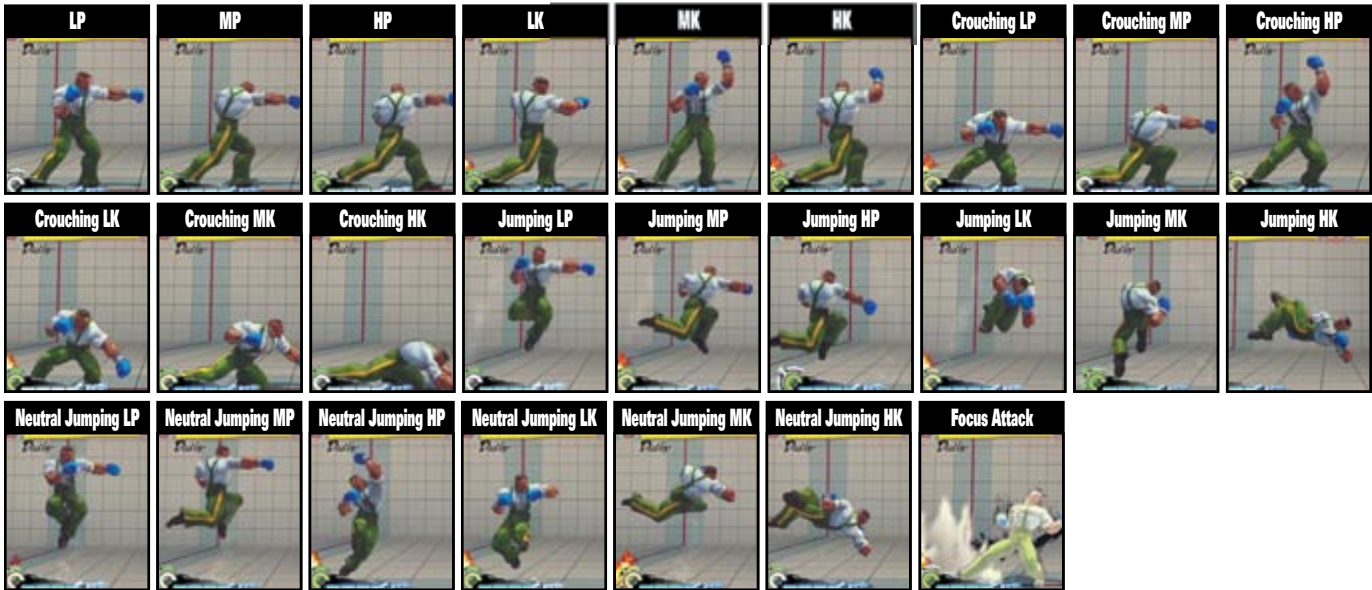 LP
MP
HP
LK
MK
HK
Crouching LP
Crouching MP
Crouching HP
Crouching LK
Crouching MK
Crouching HK
Jumping LP
Jumping MP
Jumping HP
Jumping LK
Jumping MK
Jumping HK
Neutral Jumping LP
Neutral Jumping MP
Neutral Jumping HP
Neutral Jumping LK
Neutral Jumping MK
Neutral Jumping HK
Focus Attack